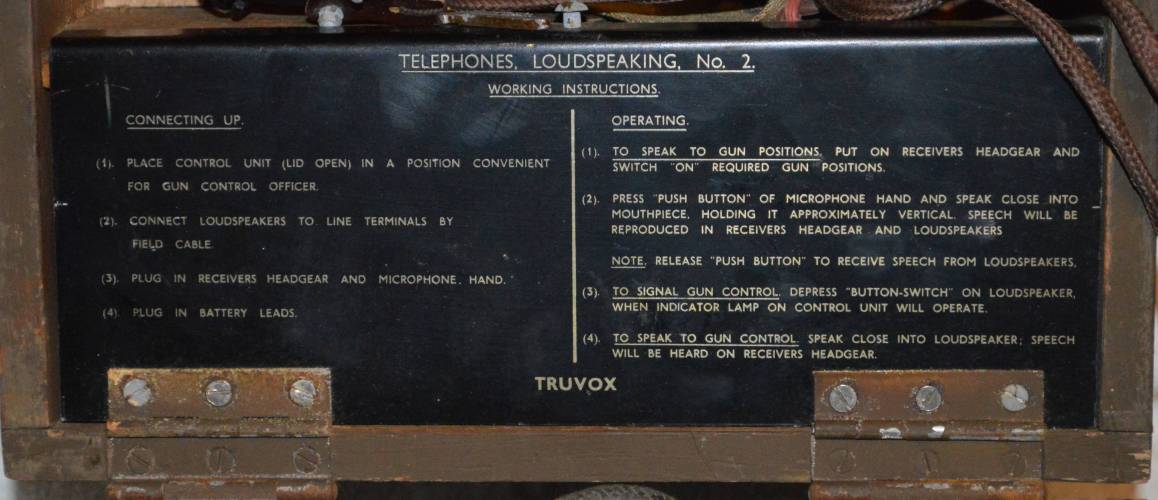 TELEPHONES, LOUDSPEAKING, No. 2.
WORKING INSTRUCTIONS.
CONNECTING UP.
(1). PLACE CONTROL UNIT (LID OPEN) IN A POSITION CONVENIENT
FOR GUN CONTROL OFFICER.
(2). CONNECT LOUDSPEAKERS TO LINE TERMINALS BY
FIELD CABLE.
(3). PLUG IN RECEIVERS HEADGEAR AND MICROPHONE. HAND.
(4). PLUG IN BATTERY LEADS.
OPERATING.
(1). TO SPEAK TO GUN POSITIONS, PUT ON RECEIVERS HEADGEAR AND
SWITCH "ON" REQUIRED GUN POSITIONS.
(2). PRESS "PUSH BUTTON" OF MICROPHONE HAND AND SPEAK CLOSE INTO
MOUTHPIECE, HOLDING IT APPROXIMATELY VERTICAL. SPEECH WILL BE
REPRODUCED IN RECEIVERS HEADGEAR AND LOUDSPEAKERS
NOTE. RELEASE "PUSH BUTTON" TO RECEIVE SPEECH FROM LOUDSPEAKERS,
(3). TO SIGNAL GUN CONTROL. DEPRESS "BUTTON-SWITCH" ON LOUDSPEAKER,
WHEN INDICATOR LAMP ON CONTROL UNIT WILL OPERATE.
(4). TO SPEAK TO GUN CONTROL. SPEAK CLOSE INTO LOUDSPEAKER; SPEECH
WILL BE HEARD ON RECEIVERS HEADGEAR.
TRUVOX